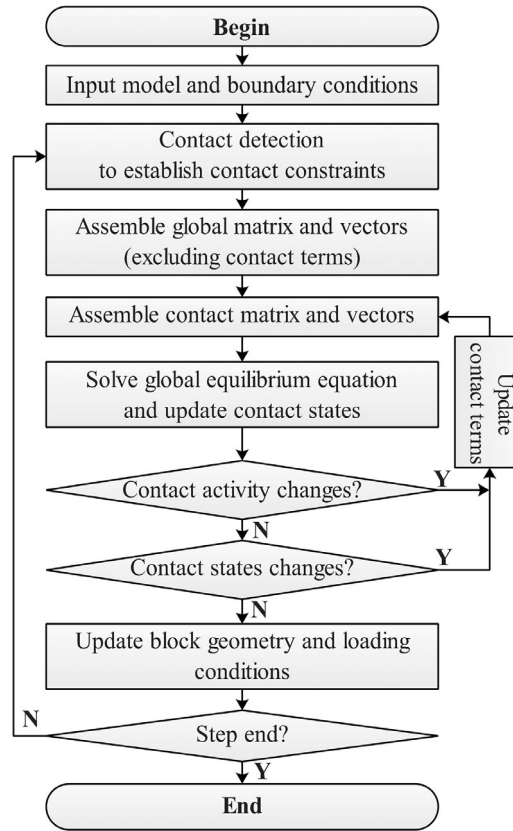 Begin
Input model and boundary conditions
Contact detection
to establish contact constraints
Assemble global matrix and vectors
(excluding contact terms)
Assemble contact matrix and vectors
Solve global equilibrium equation
and update contact states
Update
contact terms
Contact activity changes?
Y
N
Contact states changes?
Y
N
Update block geometry and loading
conditions
N
Step end?
Y
End